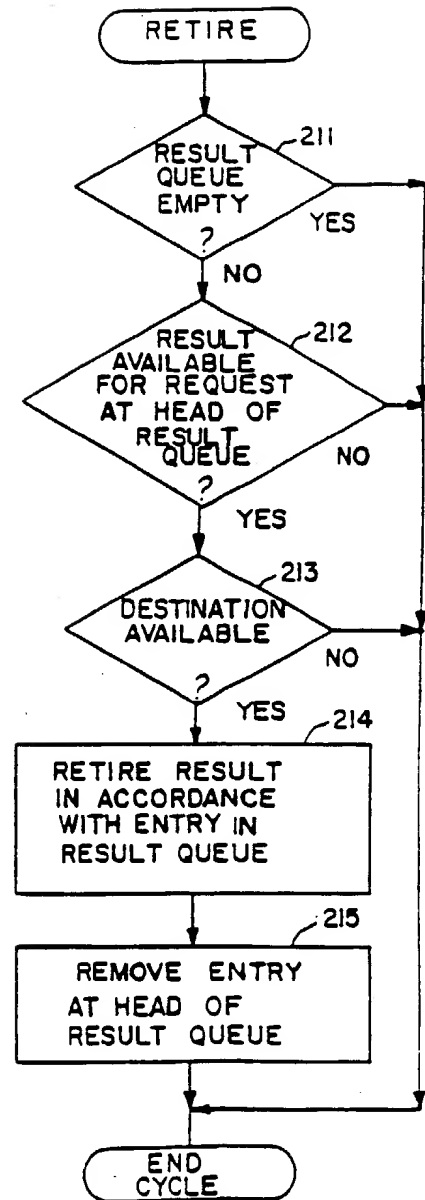 RETIRE
211
RESULT
QUEUE
EMPTY
?
YES
NO
212
RESULT
AVAILABLE
FOR REQUEST
AT HEAD OF
RESULT
QUEUE
?
NO
YES
213
DESTINATION
AVAILABLE
?
NO
YES
214
RETIRE RESULT
IN ACCORDANCE
WITH ENTRY IN
RESULT QUEUE
215
REMOVE ENTRY
AT HEAD OF
RESULT QUEUE
END
CYCLE